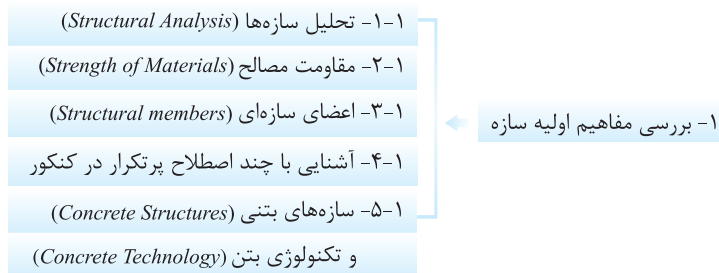 ۱- بررسی مفاهیم اولیه سازه
۱-۱- تحلیل سازه‌ها (Structural Analysis)
۱-۲- مقاومت مصالح (Strength of Materials)
۱-۳- اعضای سازه‌ای (Structural members)
۱-۴- آشنایی با چند اصطلاح پرتکرار در کنکور
۱-۵- سازه‌های بتنی (Concrete Structures)
و تکنولوژی بتن (Concrete Technology)